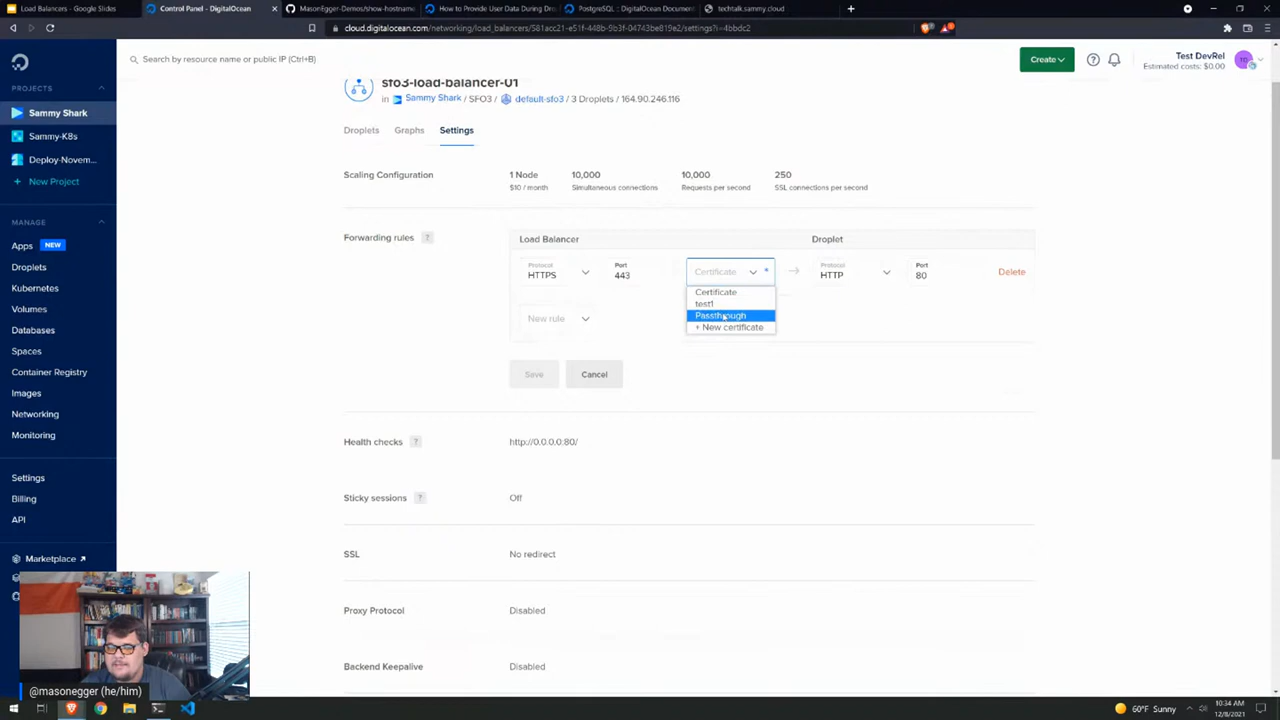 Load Balancers - Google Slides
Control Panel - DigitalOcean
MasonEgger-Demos/show-hostname
How to Provide User Data During Dro
PostgreSQL :: DigitalOcean Document
techtalk.sammy.cloud
cloud.digitalocean.com/networking/load_balancers/581acc21-e51f-448b-9b3f-04743be819e2/settings?i=4bbdc2
Search by resource name or public IP (Ctrl+B)
Create
Test DevRel
Estimated costs: $0.00
PROJECTS
Sammy Shark
Sammy-K8s
Deploy-Novem...
+ New Project
MANAGE
Apps NEW
Droplets
Kubernetes
Volumes
Databases
Spaces
Container Registry
Images
Networking
Monitoring
Settings
Billing
API
Marketplace
sfo3-load-balancer-01
in Sammy Shark / SFO3 / default-sfo3 / 3 Droplets / 164.90.246.116
Droplets Graphs Settings
Scaling Configuration
1 Node
$10 / month
10,000
Simultaneous connections
10,000
Requests per second
250
SSL connections per second
Forwarding rules ?
Load Balancer
Droplet
Protocol
HTTPS
Port
443
Certificate *
Protocol
HTTP
Port
80
Delete
Certificate
test1
Passthrough
+ New certificate
New rule
Save Cancel
Health checks ?
http://0.0.0.0:80/
Sticky sessions ?
Off
SSL
No redirect
Proxy Protocol
Disabled
Backend Keepalive
Disabled
@masonegger (he/him)
60°F Sunny
10:34 AM
12/8/2021